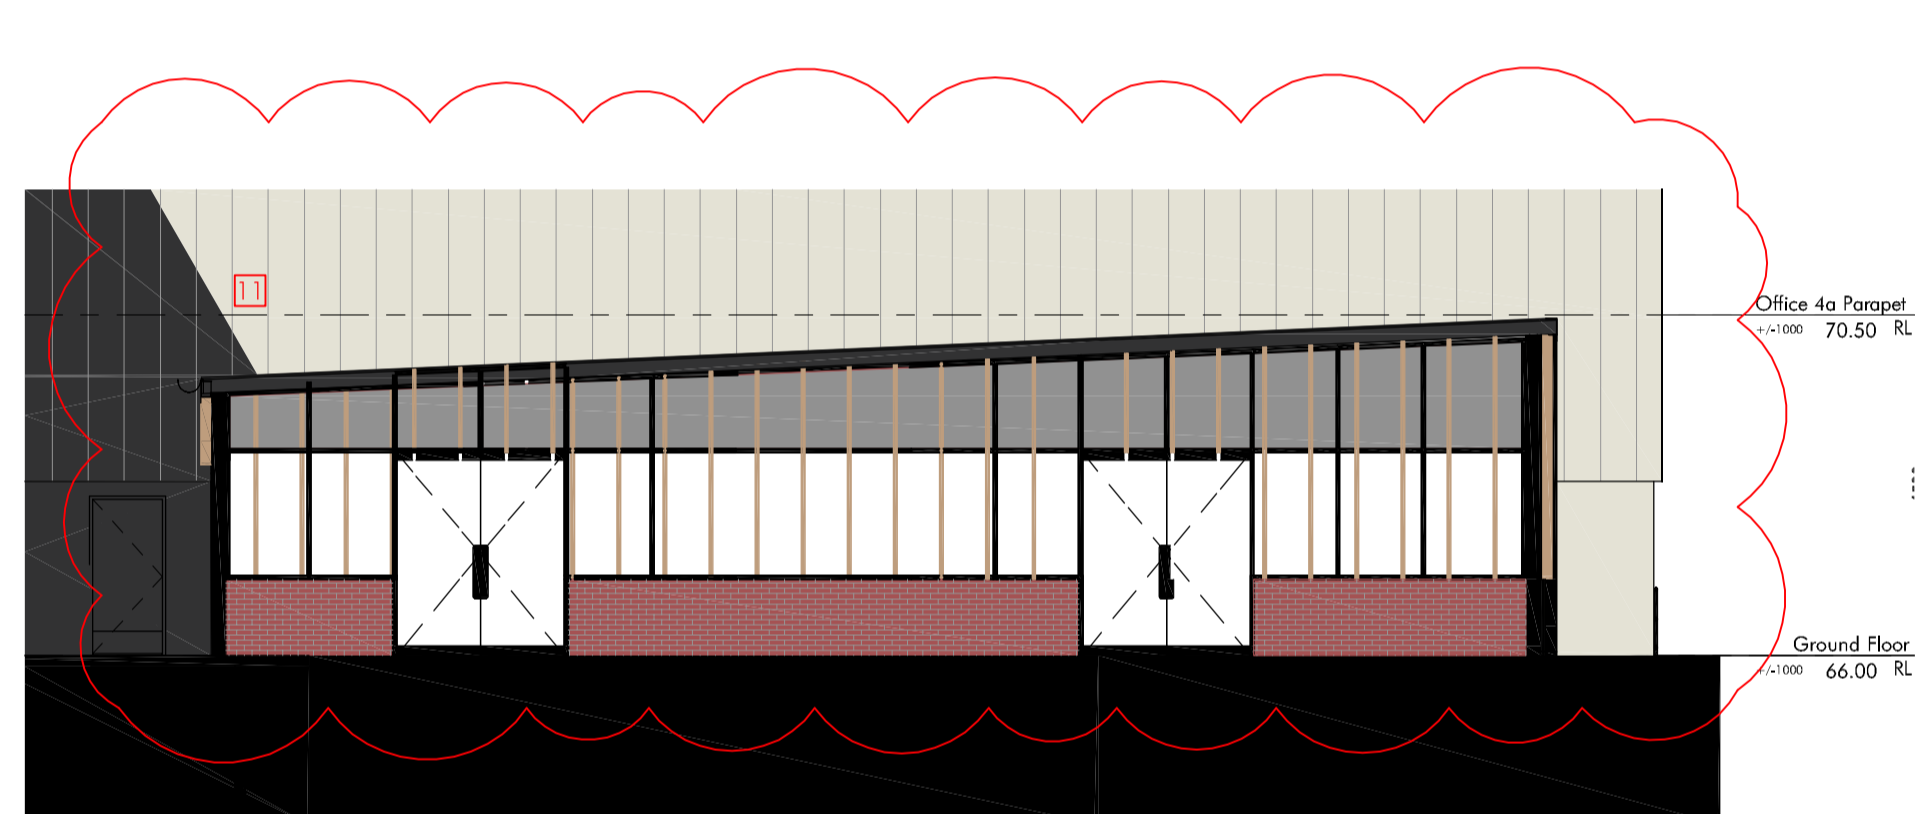 11
Office 4a Parapet
+/-1000 70.50 RL
Ground Floor
+/-1000 66.00 RL